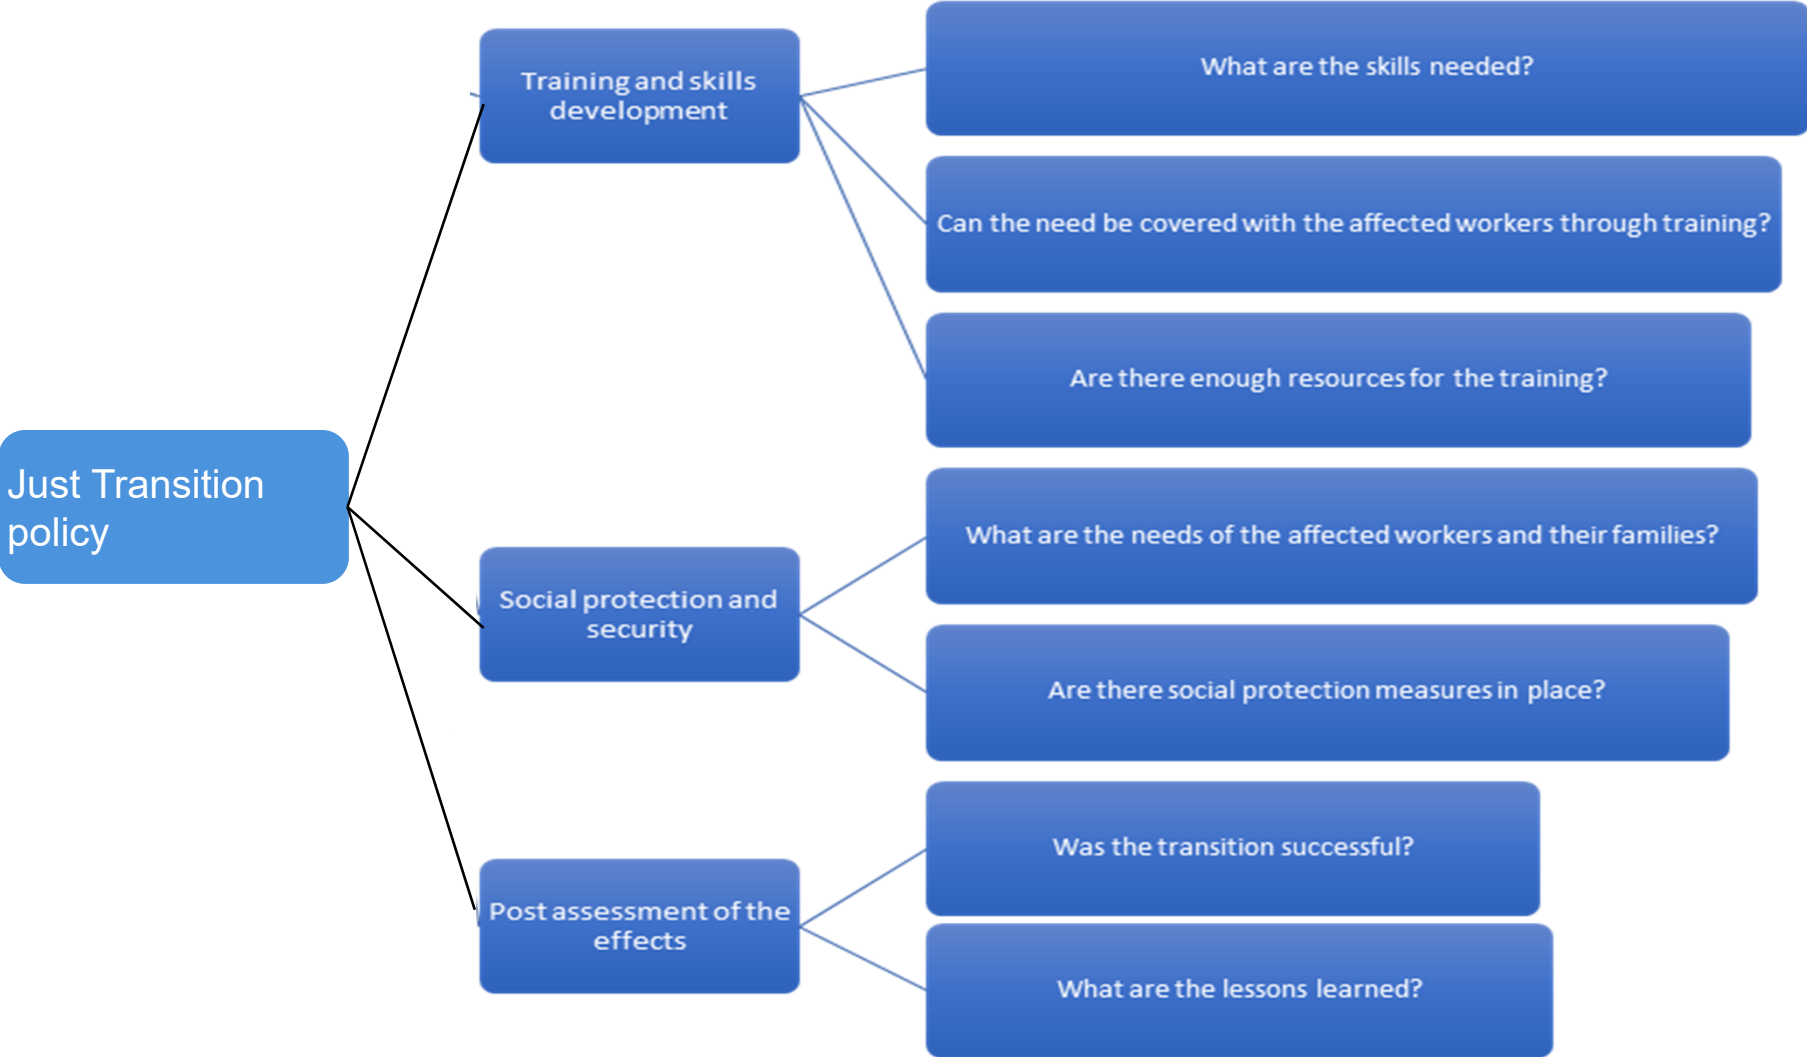 Training and skills
development
What are the skills needed?
Can the need be covered with the affected workers through training?
Are there enough resources for the training?
Just Transition
policy
Social protection and
security
What are the needs of the affected workers and their families?
Are there social protection measures in place?
Post assessment of the
effects
Was the transition successful?
What are the lessons learned?